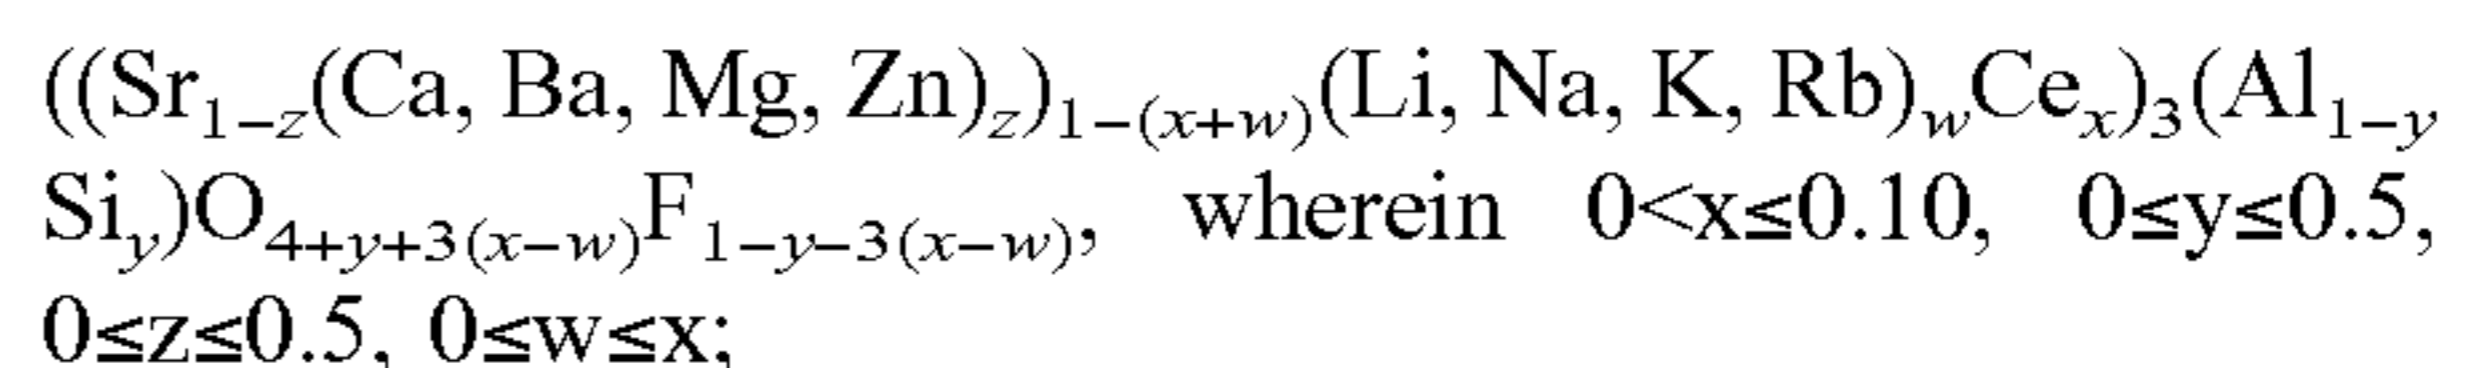 ((Sr₁₋z(Ca, Ba, Mg, Zn)z)₁₋₍ₓ₊w₎(Li, Na, K, Rb)wCeₓ)₃(Al₁₋y
Siy)O₄₊y₊₃₍ₓ₋w₎F₁₋y₋₃₍ₓ₋w₎, wherein 0<x≤0.10, 0≤y≤0.5,
0≤z≤0.5, 0≤w≤x;